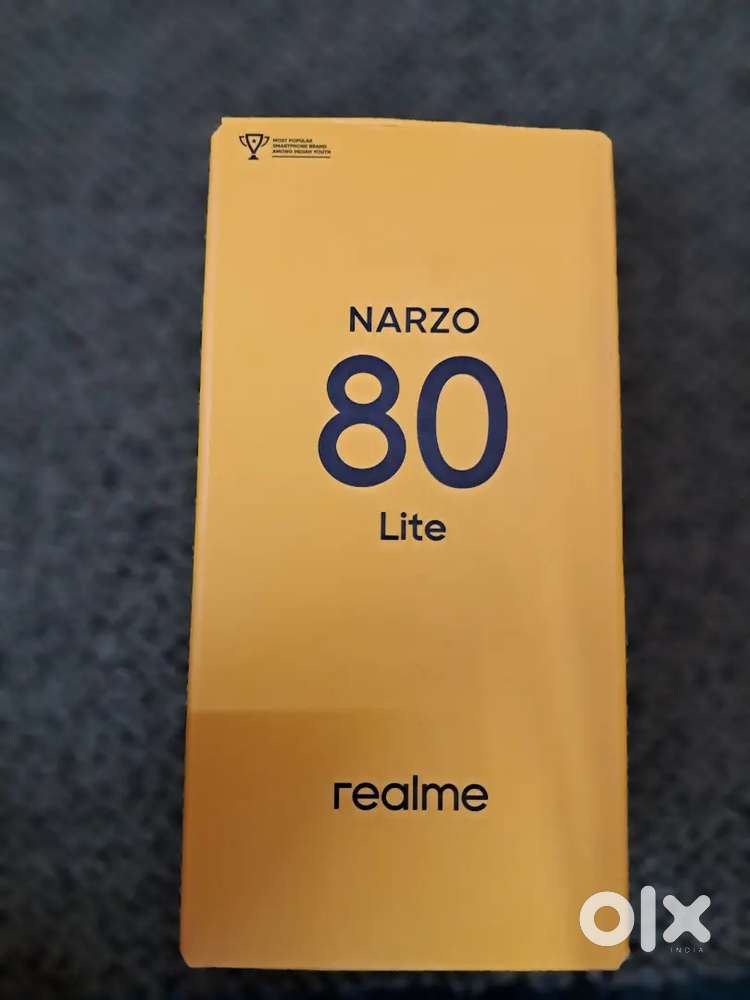 MOST POPULAR
SMARTPHONE BRAND
AMONG INDIAN YOUTH
NARZO
80
Lite
realme
olx
INDIA